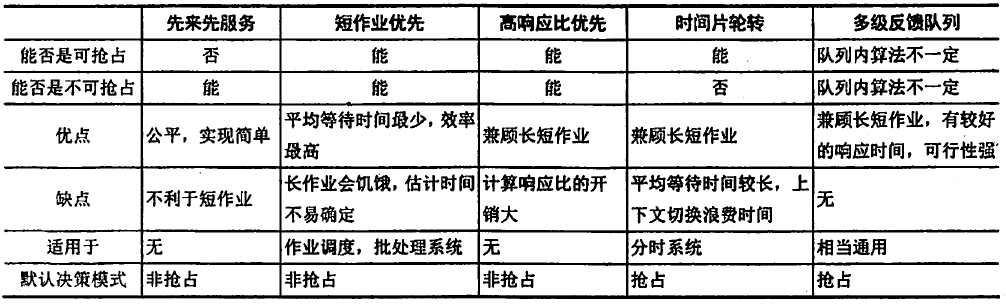 先来先服务 短作业优先 高响应比优先 时间片轮转 多级反馈队列
能否是可抢占 否 能 能 能 队列内算法不一定
能否是不可抢占 能 能 能 否 队列内算法不一定
优点 公平，实现简单 平均等待时间最少，效率最高 兼顾长短作业 兼顾长短作业 兼顾长短作业，有较好的响应时间，可行性强
缺点 不利于短作业 长作业会饥饿，估计时间不易确定 计算响应比的开销大 平均等待时间较长，上下文切换浪费时间 无
适用于 无 作业调度，批处理系统 无 分时系统 相当通用
默认决策模式 非抢占 非抢占 非抢占 抢占 抢占